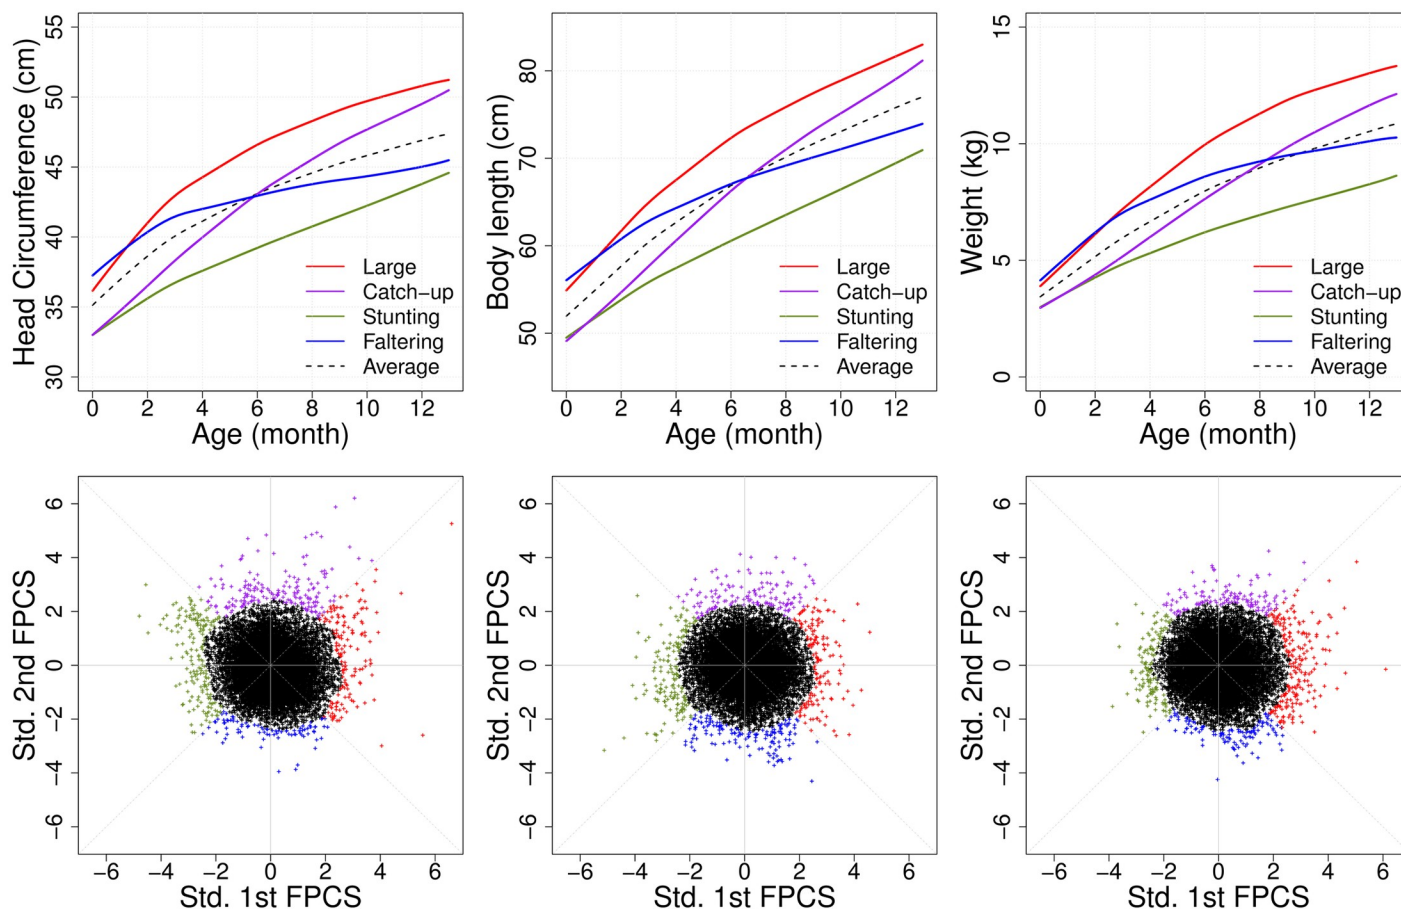 Head Circumference (cm)
55
50
45
40
35
30
Large
Catch-up
Stunting
Faltering
Average
0 2 4 6 8 10 12
Age (month)
Body length (cm)
80
70
60
50
Large
Catch-up
Stunting
Faltering
Average
0 2 4 6 8 10 12
Age (month)
Weight (kg)
15
10
5
0
Large
Catch-up
Stunting
Faltering
Average
0 2 4 6 8 10 12
Age (month)
Std. 2nd FPCS
6
4
2
0
−2
−4
−6
−6 −4 −2 0 2 4 6
Std. 1st FPCS
Std. 2nd FPCS
6
4
2
0
−2
−4
−6
−6 −4 −2 0 2 4 6
Std. 1st FPCS
Std. 2nd FPCS
6
4
2
0
−2
−4
−6
−6 −4 −2 0 2 4 6
Std. 1st FPCS